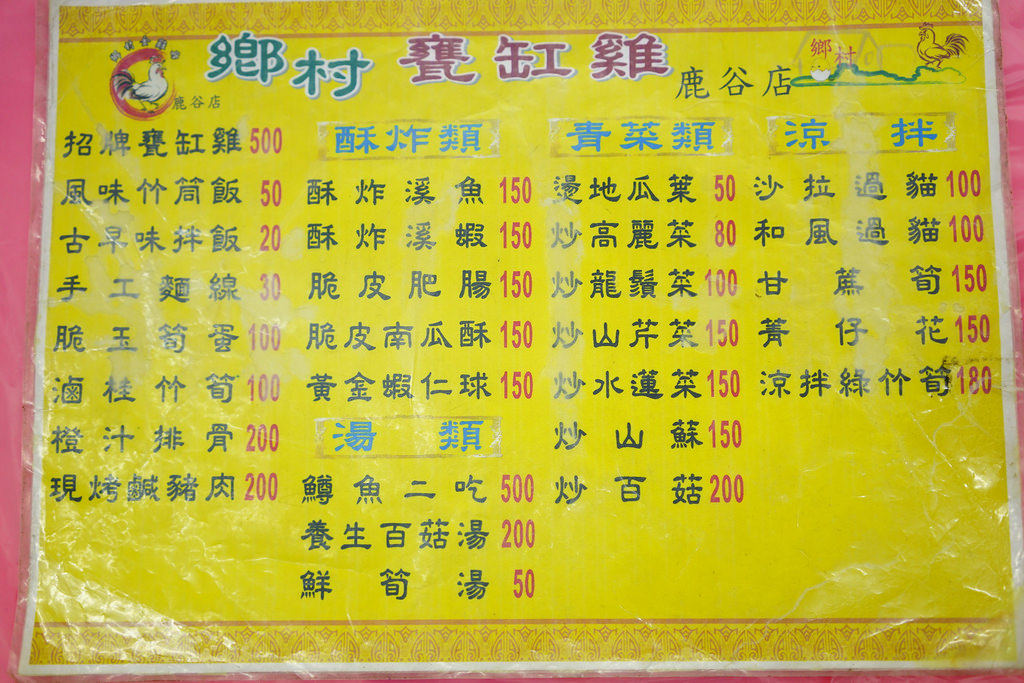 鄉村 甕缸雞 鹿谷店
鹿谷店
鄉村
招牌甕缸雞 500
風味竹筒飯 50
古早味拌飯 20
手工麵線 30
脆玉筍蛋 100
滷桂竹筍 100
橙汁排骨 200
現烤鹹豬肉 200
酥炸類
酥炸溪魚 150
酥炸溪蝦 150
脆皮肥腸 150
脆皮南瓜酥 150
黃金蝦仁球 150
湯類
鱒魚二吃 500
養生百菇湯 200
鮮筍湯 50
青菜類
燙地瓜葉 50
炒高麗菜 80
炒龍鬚菜 100
炒山芹菜 150
炒水蓮菜 150
炒山蘇 150
炒百菇 200
涼拌
沙拉過貓 100
和風過貓 100
甘蔗筍 150
菁仔花 150
涼拌綠竹筍 180